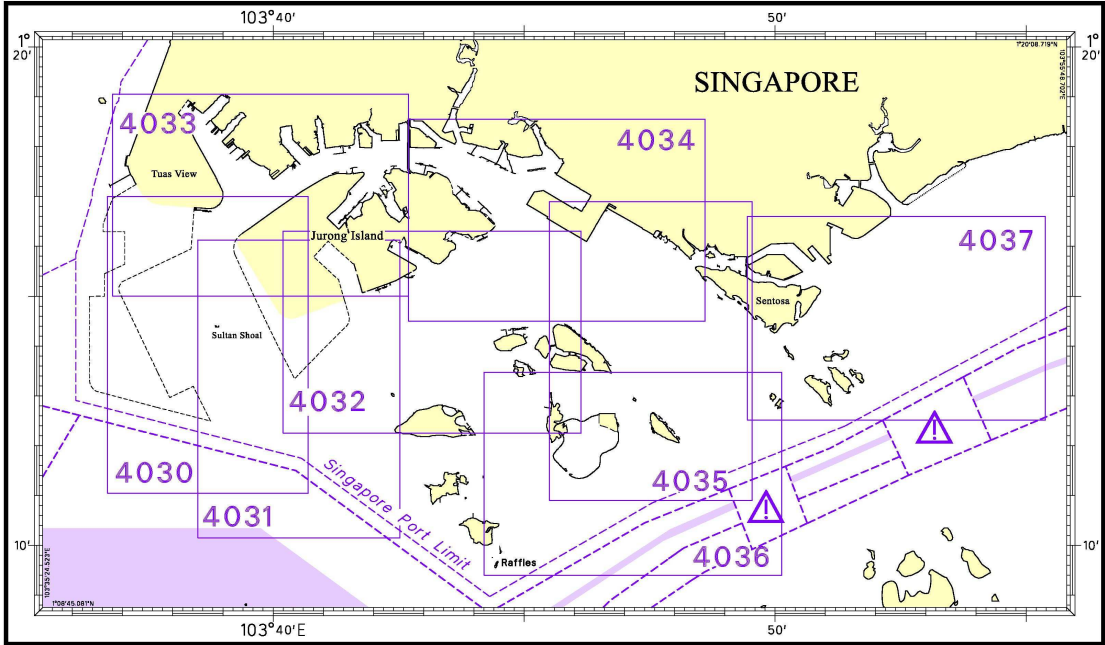 103°40'
50'
1°
20'
1°20'08.719"N
103°55'48.702"E
1°
20'
SINGAPORE
4033
4034
Tuas View
Jurong Island
4037
Sentosa
Sultan Shoal
4032
4030
4035
4031
Singapore Port Limit
4036
Raffles
10'
10'
103°35'24.523"E
1°08'45.061"N
103°40'E
50'